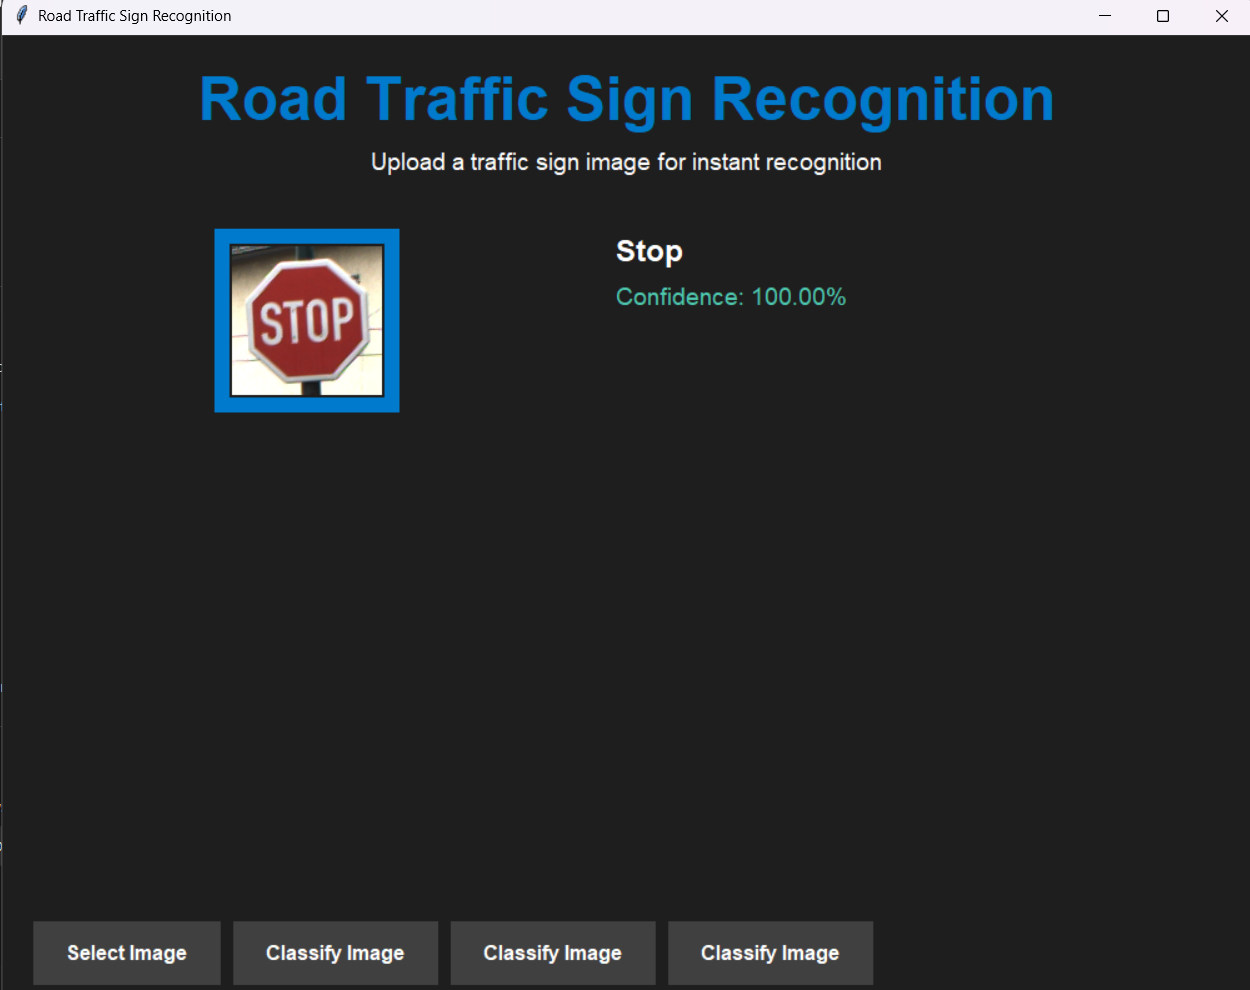 Road Traffic Sign Recognition
Road Traffic Sign Recognition
Upload a traffic sign image for instant recognition
STOP
Stop
Confidence: 100.00%
Select Image Classify Image Classify Image Classify Image